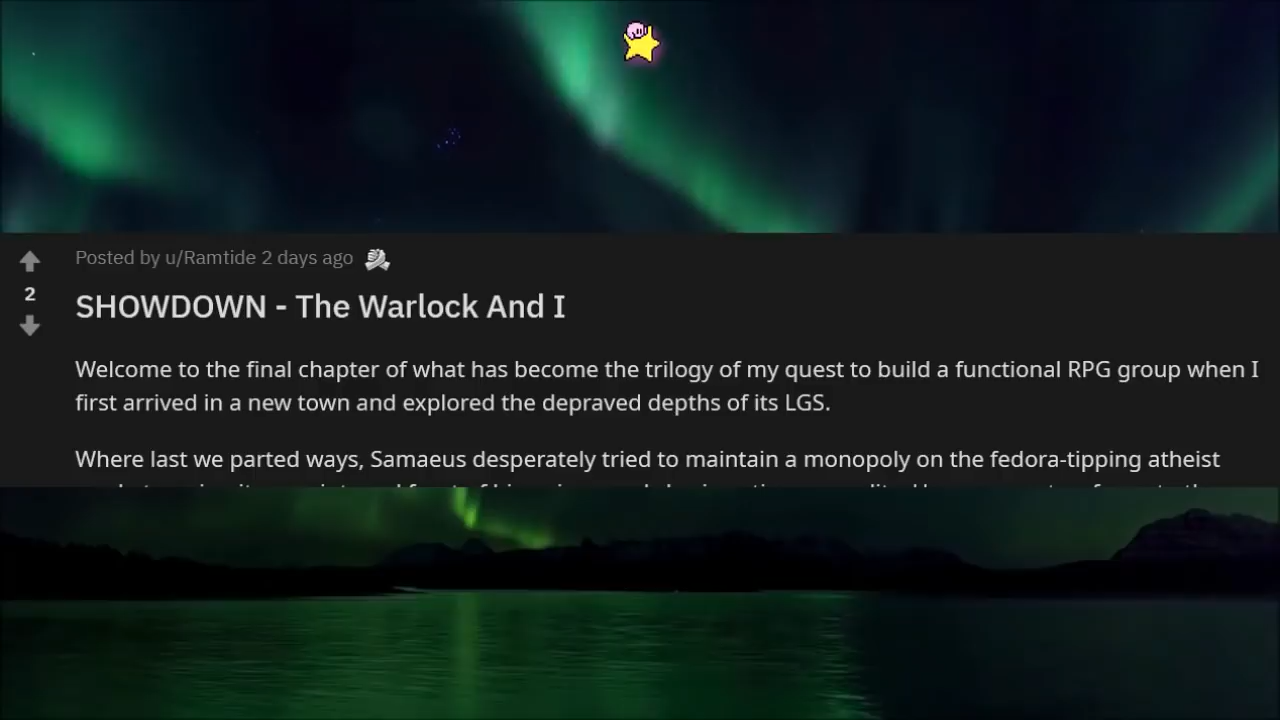 Posted by u/Ramtide 2 days ago
2
SHOWDOWN - The Warlock And I
Welcome to the final chapter of what has become the trilogy of my quest to build a functional RPG group when I
first arrived in a new town and explored the depraved depths of its LGS.
Where last we parted ways, Samaeus desperately tried to maintain a monopoly on the fedora-tipping atheist